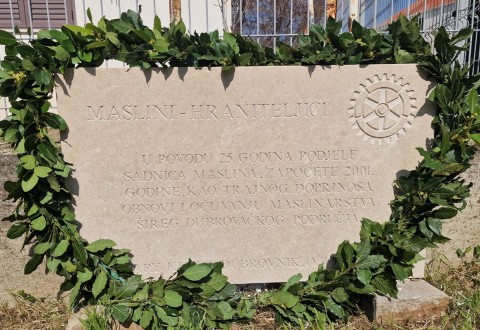 MASLINI-HRANITELJICI
U POVODU 25 GODINA PODJELE
SADNICA MASLINA, ZAPOČETE 2001.
GODINE KAO TRAJNOG DOPRINOSA
OBNOVI I OČUVANJU MASLINARSTVA
ŠIREG DUBROVAČKOG PODRUČJA